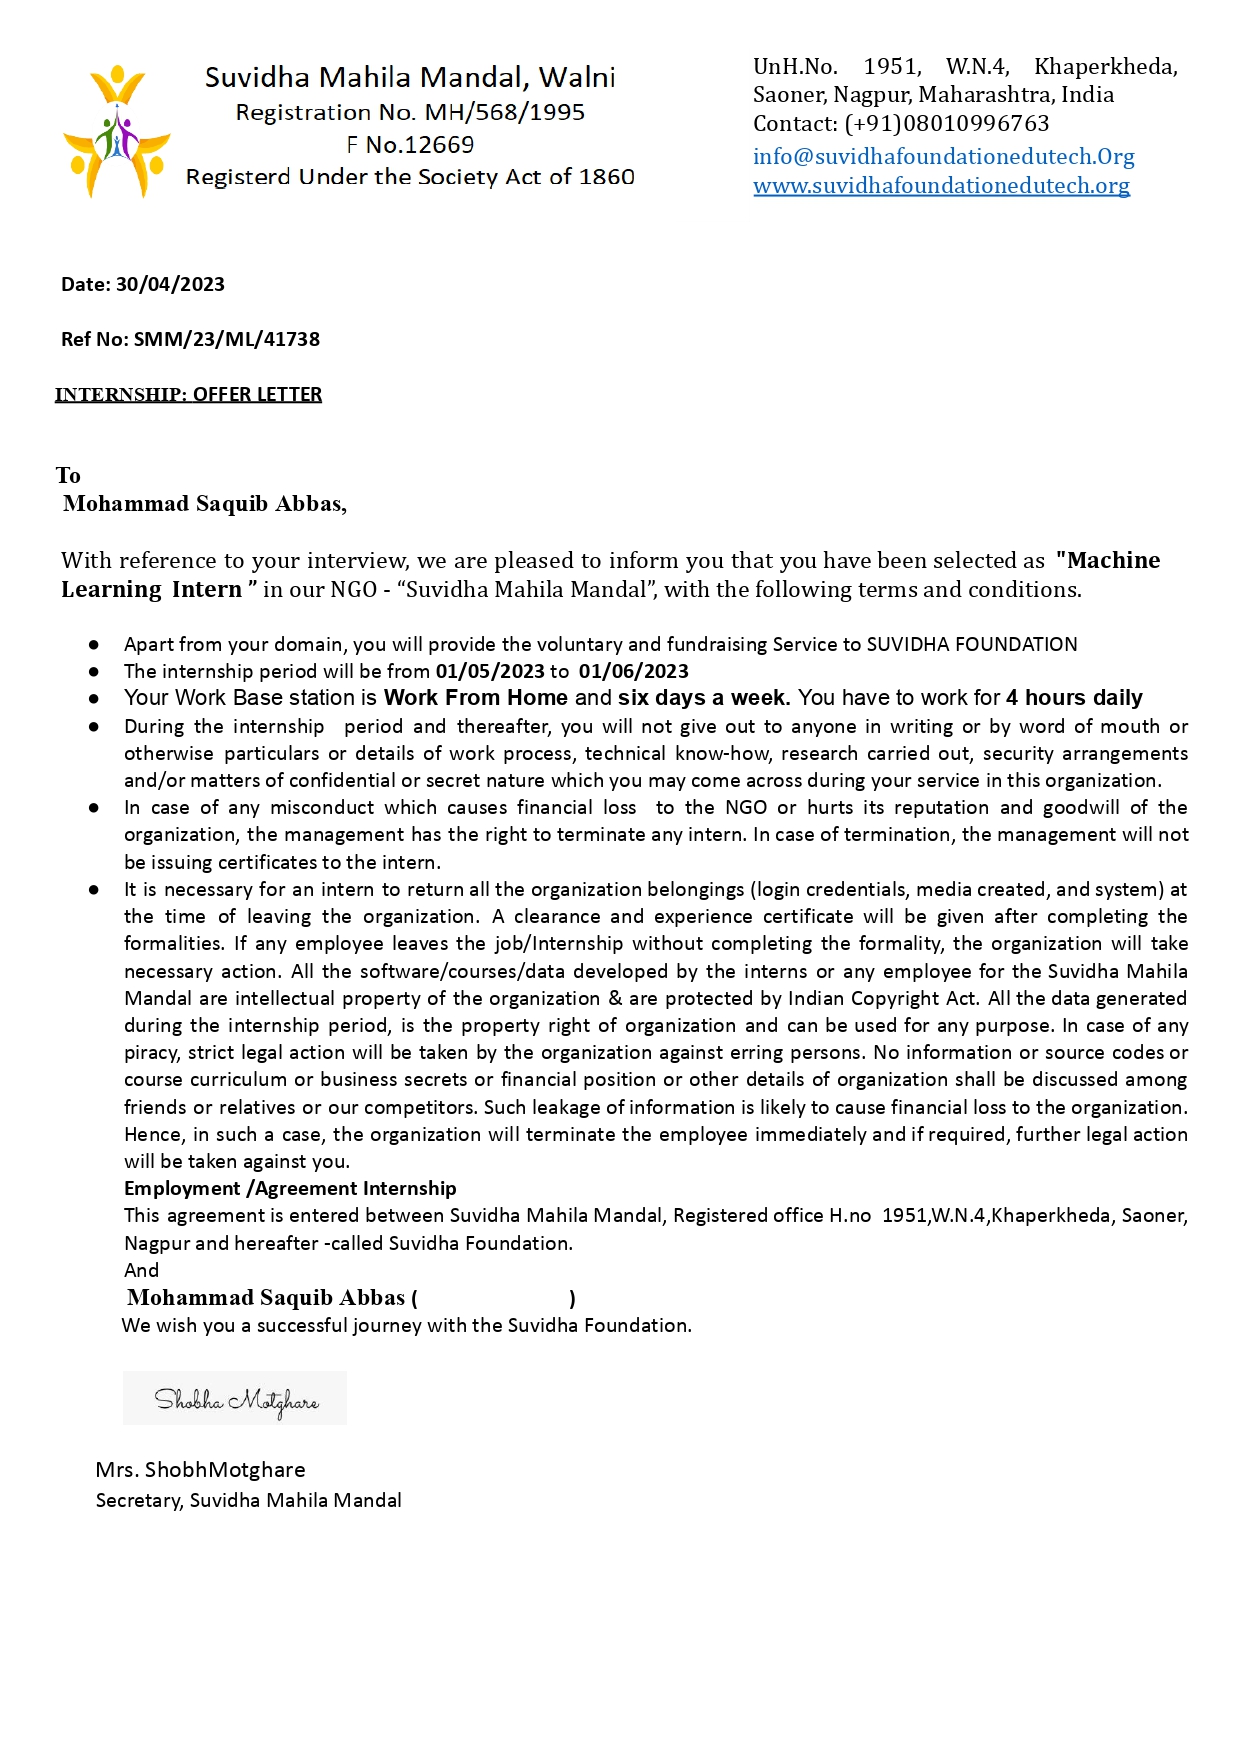 Suvidha Mahila Mandal, Walni
Registration No. MH/568/1995
F No.12669
Registerd Under the Society Act of 1860
UnH.No. 1951, W.N.4, Khaperkheda,
Saoner, Nagpur, Maharashtra, India
Contact: (+91)08010996763
info@suvidhafoundationedutech.Org
www.suvidhafoundationedutech.org
Date: 30/04/2023
Ref No: SMM/23/ML/41738
INTERNSHIP: OFFER LETTER
To
Mohammad Saquib Abbas,
With reference to your interview, we are pleased to inform you that you have been selected as "Machine
Learning Intern ” in our NGO - “Suvidha Mahila Mandal”, with the following terms and conditions.
● Apart from your domain, you will provide the voluntary and fundraising Service to SUVIDHA FOUNDATION
● The internship period will be from 01/05/2023 to 01/06/2023
● Your Work Base station is Work From Home and six days a week. You have to work for 4 hours daily
● During the internship period and thereafter, you will not give out to anyone in writing or by word of mouth or
otherwise particulars or details of work process, technical know-how, research carried out, security arrangements
and/or matters of confidential or secret nature which you may come across during your service in this organization.
● In case of any misconduct which causes financial loss to the NGO or hurts its reputation and goodwill of the
organization, the management has the right to terminate any intern. In case of termination, the management will not
be issuing certificates to the intern.
● It is necessary for an intern to return all the organization belongings (login credentials, media created, and system) at
the time of leaving the organization. A clearance and experience certificate will be given after completing the
formalities. If any employee leaves the job/Internship without completing the formality, the organization will take
necessary action. All the software/courses/data developed by the interns or any employee for the Suvidha Mahila
Mandal are intellectual property of the organization & are protected by Indian Copyright Act. All the data generated
during the internship period, is the property right of organization and can be used for any purpose. In case of any
piracy, strict legal action will be taken by the organization against erring persons. No information or source codes or
course curriculum or business secrets or financial position or other details of organization shall be discussed among
friends or relatives or our competitors. Such leakage of information is likely to cause financial loss to the organization.
Hence, in such a case, the organization will terminate the employee immediately and if required, further legal action
will be taken against you.
Employment /Agreement Internship
This agreement is entered between Suvidha Mahila Mandal, Registered office H.no 1951,W.N.4,Khaperkheda, Saoner,
Nagpur and hereafter -called Suvidha Foundation.
And
Mohammad Saquib Abbas ( )
We wish you a successful journey with the Suvidha Foundation.
Shobha Motghare
Mrs. ShobhMotghare
Secretary, Suvidha Mahila Mandal